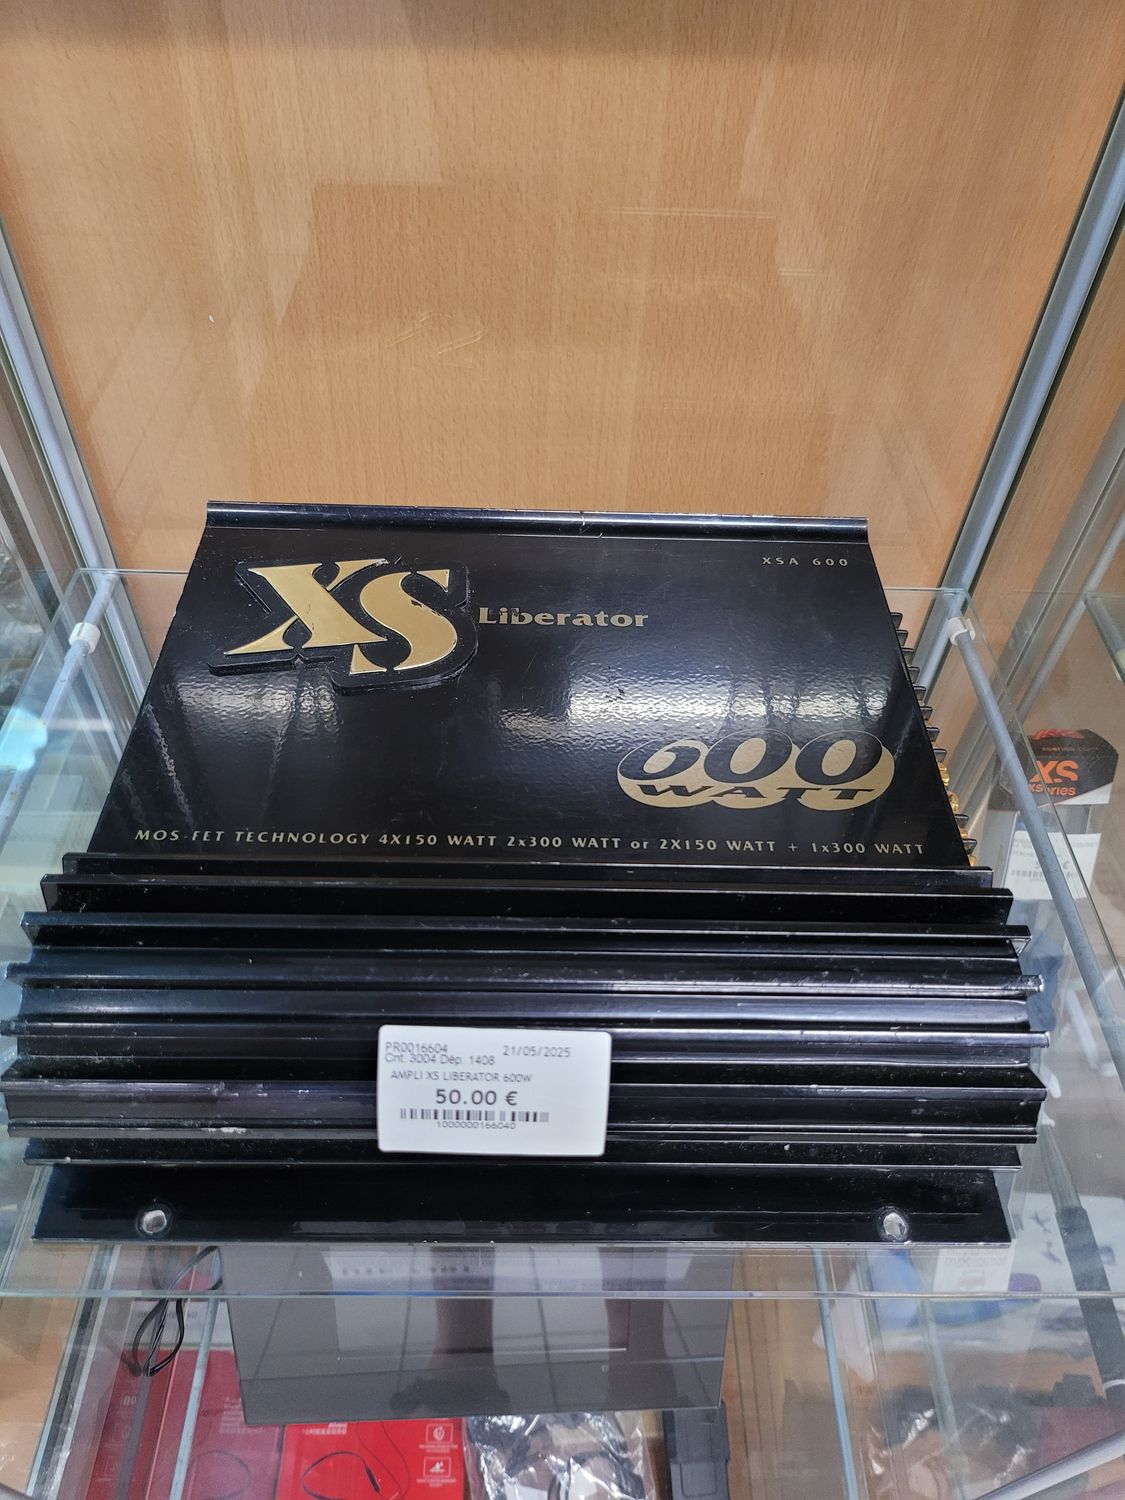 XSA 600
XS Liberator
600
WATT
MOS-FET TECHNOLOGY 4X150 WATT 2x300 WATT or 2X150 WATT + 1x300 WATT
XS
xseries
PR0016604 21/05/2025
Cnt: 3004 Dép: 1408
AMPLI XS LIBERATOR 600W
50.00 €
1000000166040